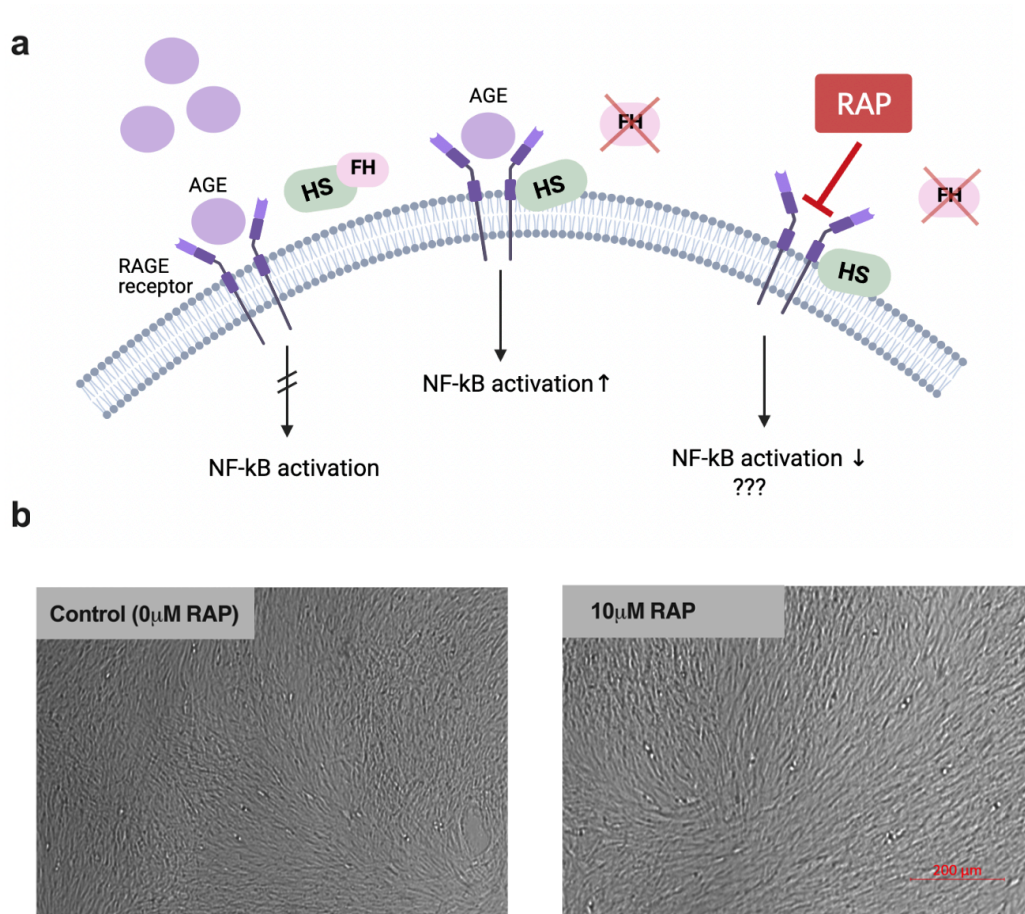 a
AGE
RAP
FH
FH
HS
HS
FH
AGE
RAGE
receptor
HS
NF-kB activation↑
NF-kB activation
NF-kB activation ↓
???
b
Control (0μM RAP)
10μM RAP
200 μm